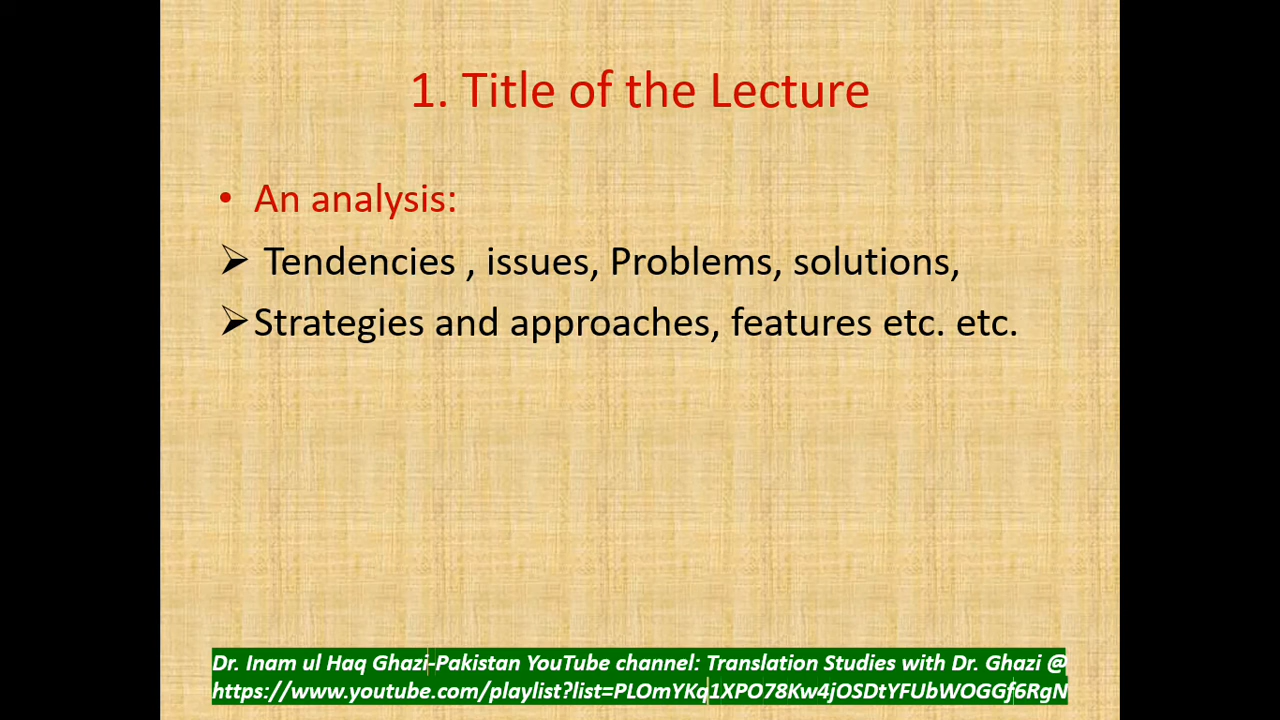 1. Title of the Lecture
• An analysis:
➢ Tendencies , issues, Problems, solutions,
➢ Strategies and approaches, features etc. etc.
Dr. Inam ul Haq Ghazi-Pakistan YouTube channel: Translation Studies with Dr. Ghazi @
https://www.youtube.com/playlist?list=PLOmYKq1XPO78Kw4jOSDtYFUbWOGGf6RgN